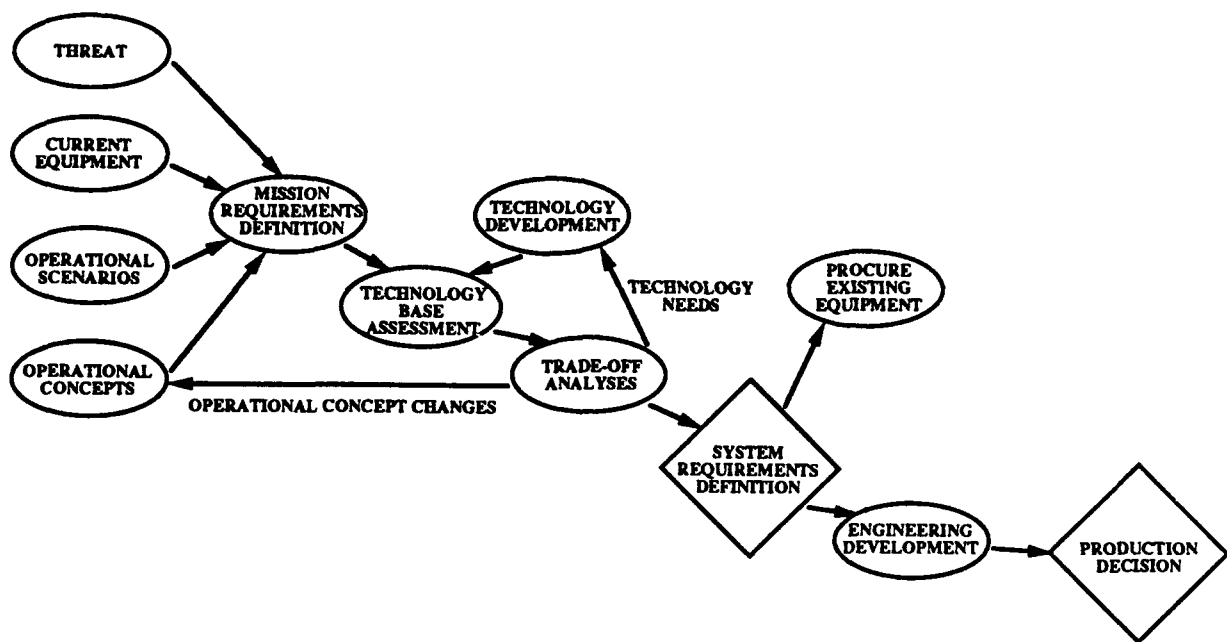 THREAT
CURRENT
EQUIPMENT
MISSION
REQUIREMENTS
DEFINITION
TECHNOLOGY
DEVELOPMENT
OPERATIONAL
SCENARIOS
TECHNOLOGY
BASE
ASSESSMENT
TECHNOLOGY
NEEDS
PROCURE
EXISTING
EQUIPMENT
OPERATIONAL
CONCEPTS
TRADE-OFF
ANALYSES
OPERATIONAL CONCEPT CHANGES
SYSTEM
REQUIREMENTS
DEFINITION
ENGINEERING
DEVELOPMENT
PRODUCTION
DECISION